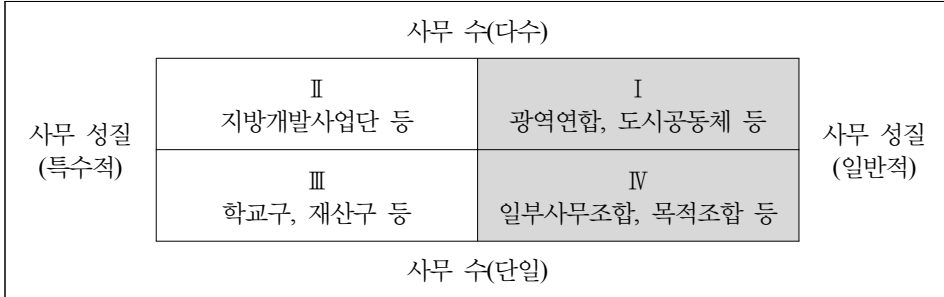 사무 수(다수)
Ⅱ
지방개발사업단 등
Ⅰ
광역연합, 도시공동체 등
사무 성질
(특수적)
사무 성질
(일반적)
Ⅲ
학교구, 재산구 등
Ⅳ
일부사무조합, 목적조합 등
사무 수(단일)